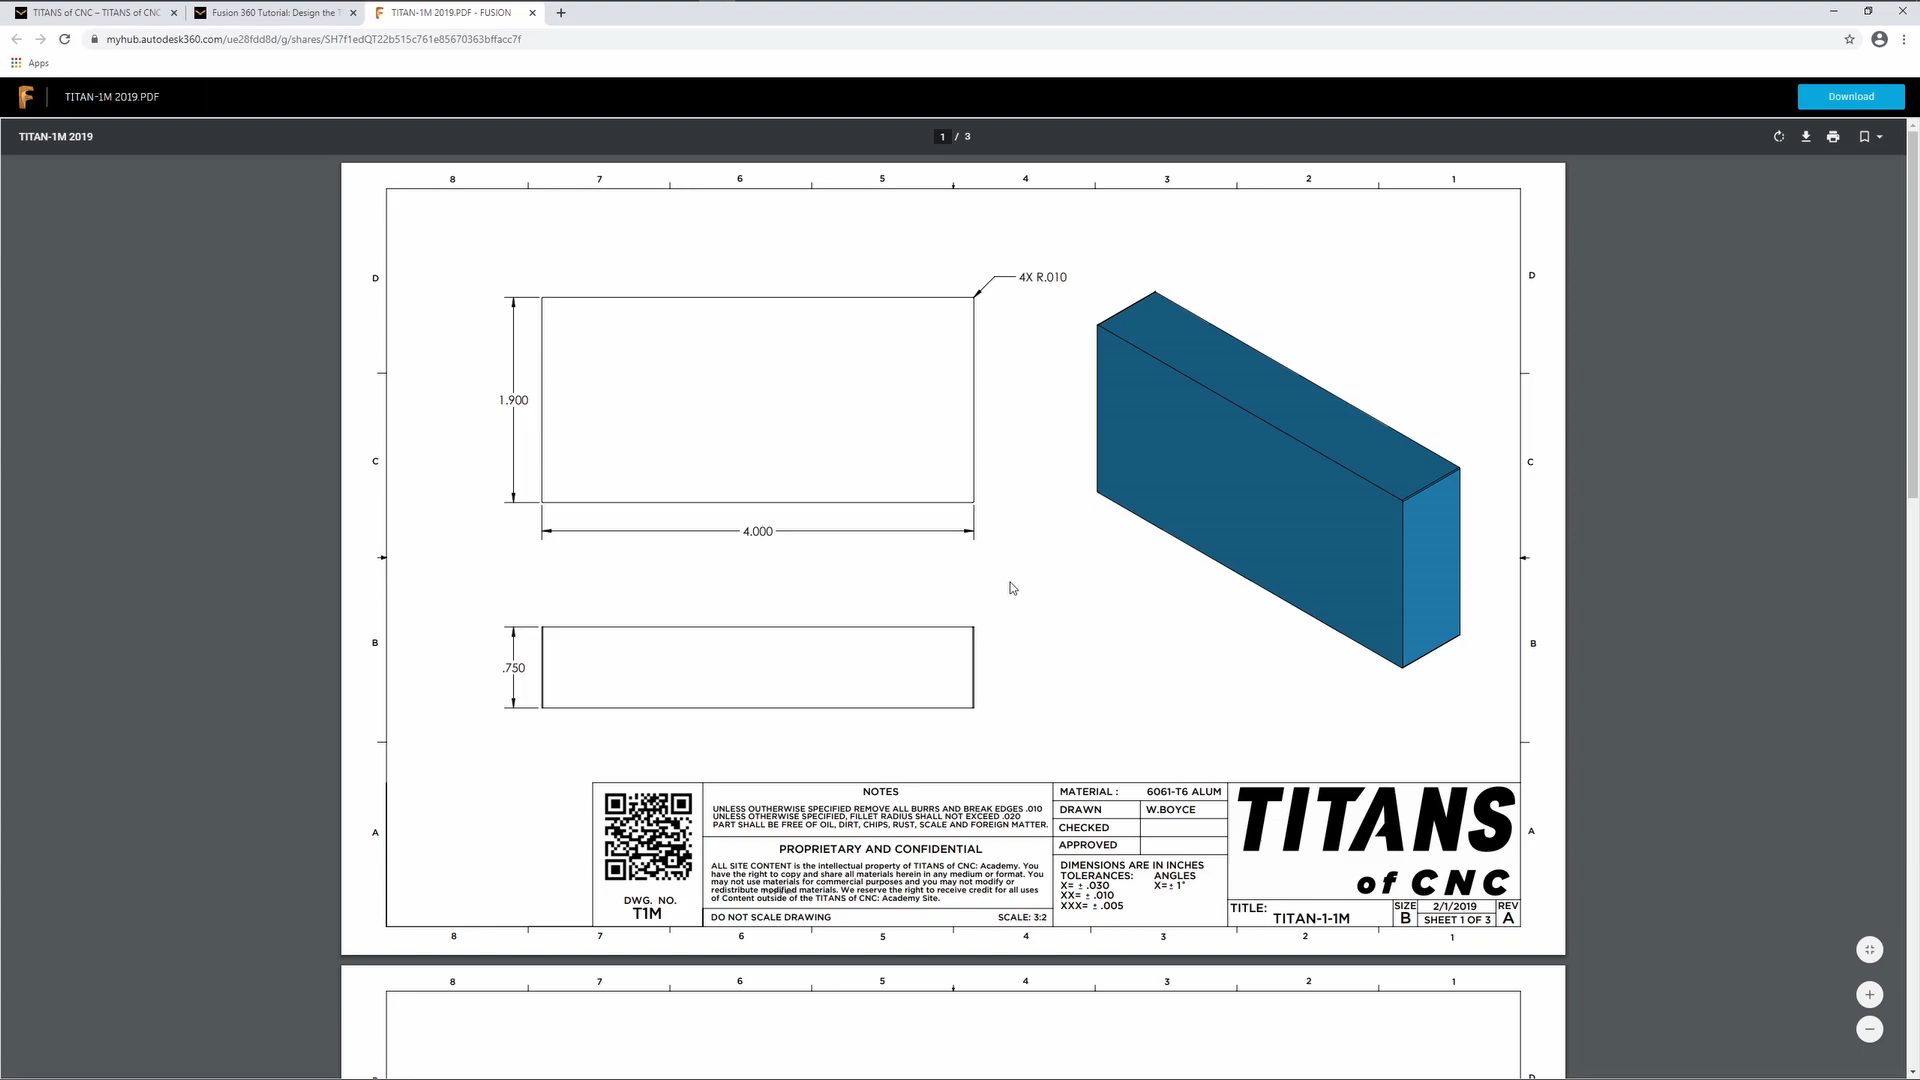 TITANS of CNC – TITANS of CNC
Fusion 360 Tutorial: Design the T
TITAN-1M 2019.PDF - FUSION
myhub.autodesk360.com/ue28fdd8d/g/shares/SH7f1edQT22b515c761e85670363bffacc7f
Apps
TITAN-1M 2019.PDF
Download
TITAN-1M 2019
1 / 3
8 7 6 5 4 3 2 1
D D
4X R.010
1.900
C C
4.000
B B
.750
A A
NOTES
UNLESS OUTHERWISE SPECIFIED REMOVE ALL BURRS AND BREAK EDGES .010
UNLESS OTHERWISE SPECIFIED, FILLET RADIUS SHALL NOT EXCEED .020
PART SHALL BE FREE OF OIL, DIRT, CHIPS, RUST, SCALE AND FOREIGN MATTER.
PROPRIETARY AND CONFIDENTIAL
ALL SITE CONTENT is the intellectual property of TITANS of CNC: Academy. You
have the right to copy and share all materials herein in any medium or format. You
may not use materials for commercial purposes and you may not modify or
redistribute modified materials. We reserve the right to receive credit for all uses
of Content outside of the TITANS of CNC: Academy Site.
DO NOT SCALE DRAWING SCALE: 3:2
DWG. NO.
T1M
MATERIAL : 6061-T6 ALUM
DRAWN W.BOYCE
CHECKED
APPROVED
DIMENSIONS ARE IN INCHES
TOLERANCES: ANGLES
X= ± .030 X=± 1°
XX= ± .010
XXX= ± .005
TITANS
of CNC
TITLE:
TITAN-1-1M
SIZE
B
2/1/2019
SHEET 1 OF 3
REV
A
8 7 6 5 4 3 2 1
8 7 6 5 4 3 2 1